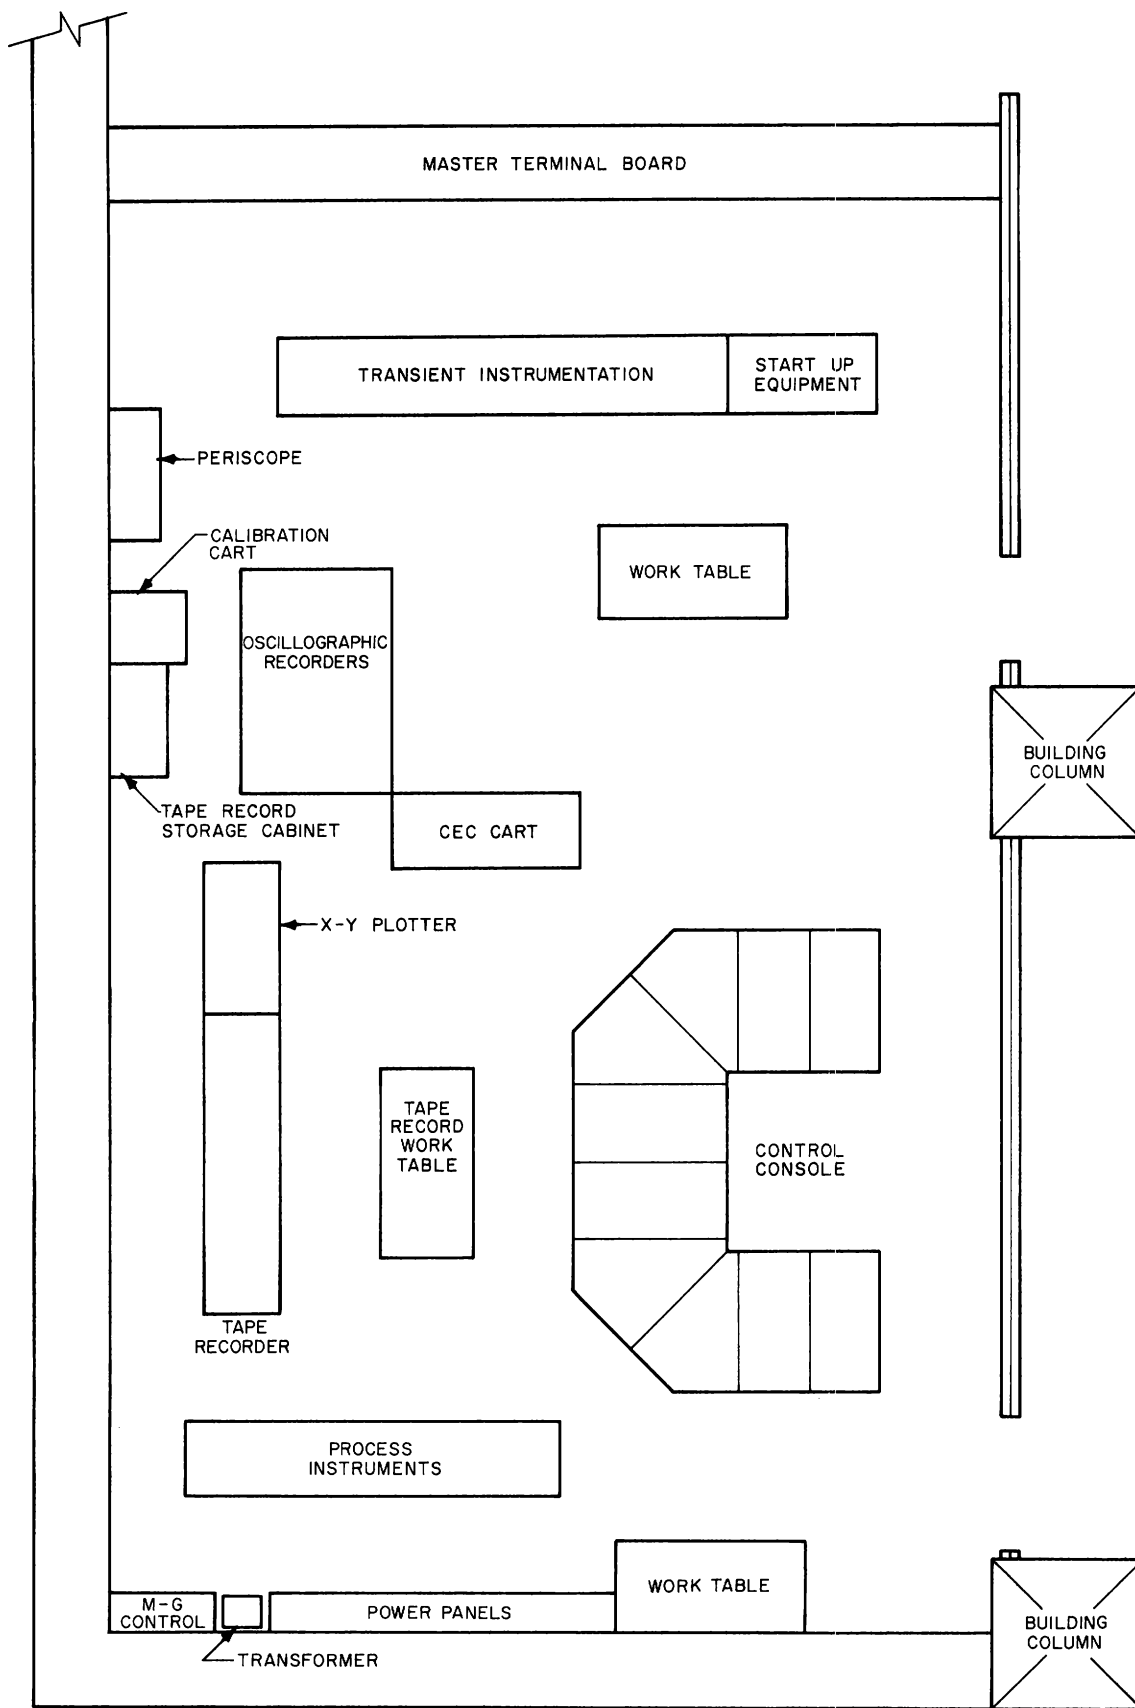 MASTER TERMINAL BOARD
TRANSIENT INSTRUMENTATION
START UP
EQUIPMENT
PERISCOPE
CALIBRATION
CART
WORK TABLE
OSCILLOGRAPHIC
RECORDERS
BUILDING
COLUMN
TAPE RECORD
STORAGE CABINET
CEC CART
X-Y PLOTTER
TAPE
RECORD
WORK
TABLE
CONTROL
CONSOLE
TAPE
RECORDER
PROCESS
INSTRUMENTS
M-G
CONTROL
POWER PANELS
WORK TABLE
BUILDING
COLUMN
TRANSFORMER